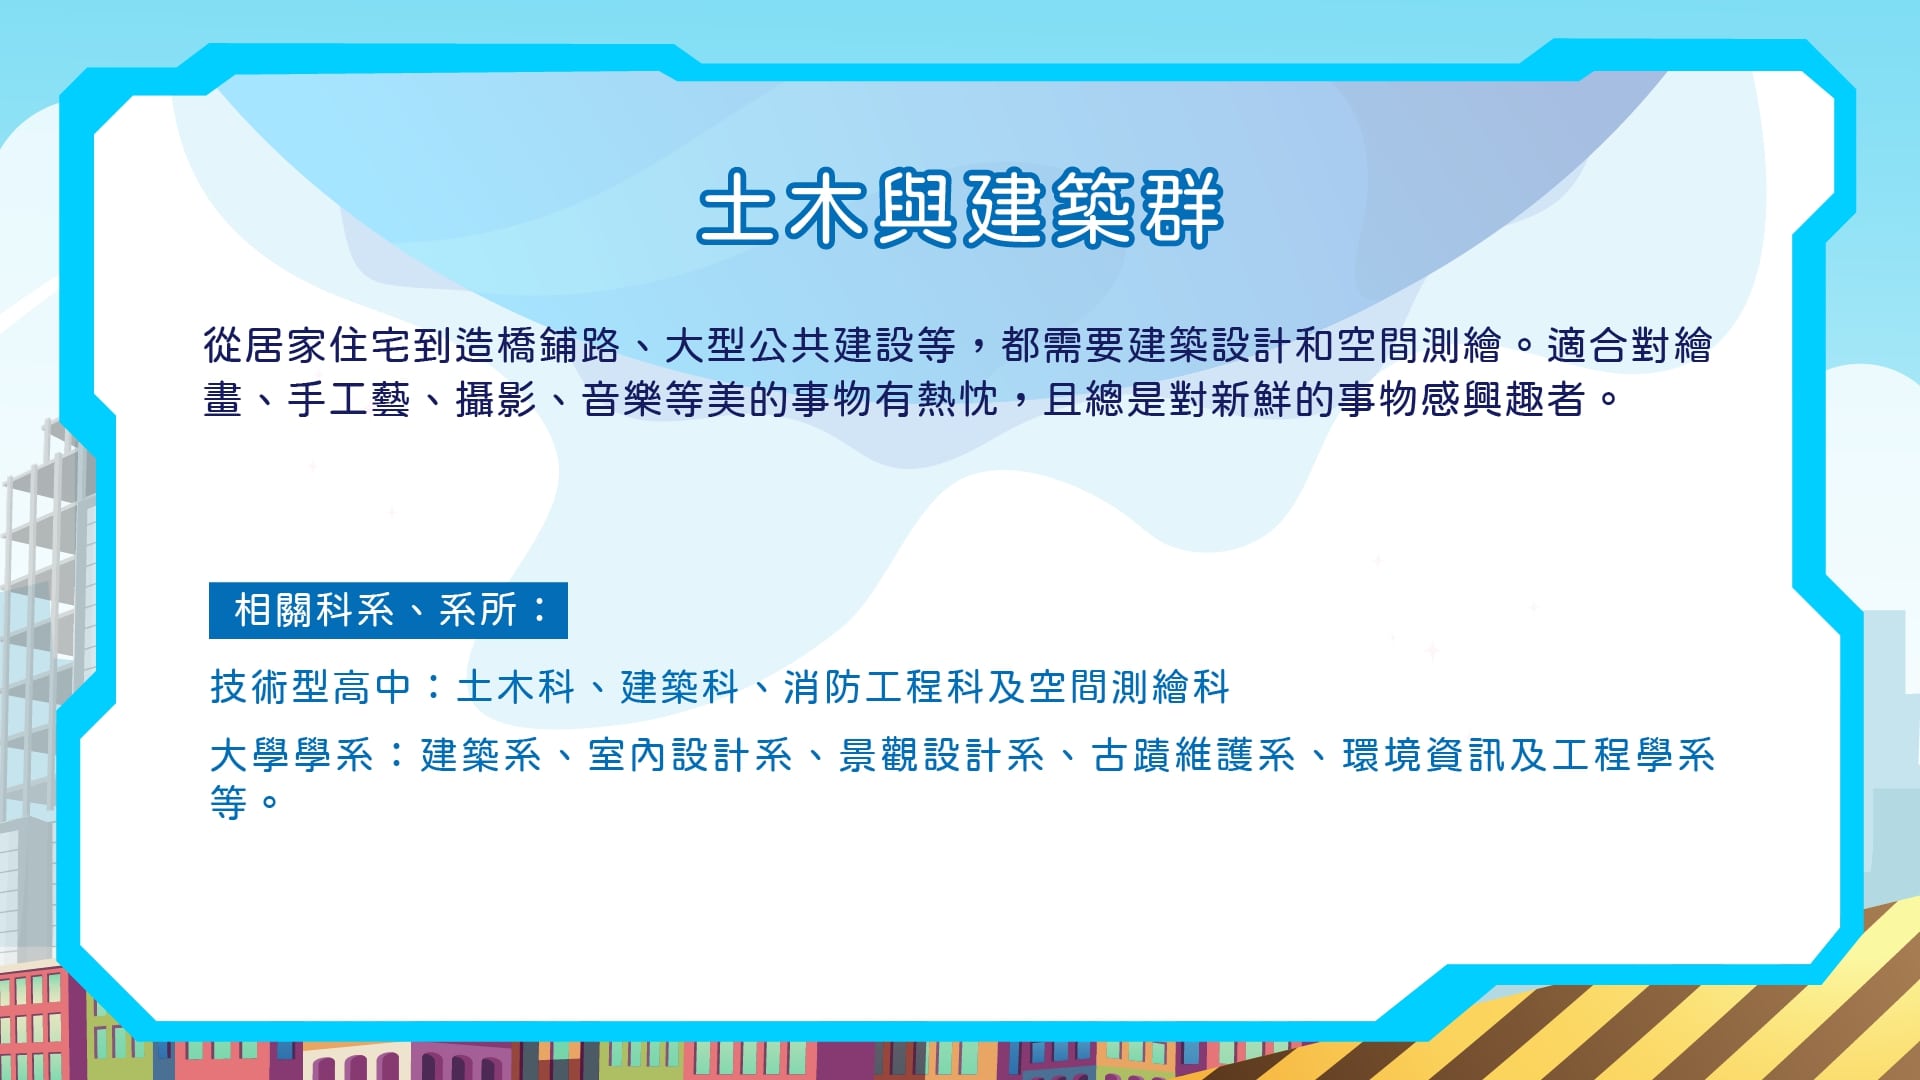 土木與建築群
從居家住宅到造橋鋪路、大型公共建設等，都需要建築設計和空間測繪。適合對繪
畫、手工藝、攝影、音樂等美的事物有熱忱，且總是對新鮮的事物感興趣者。
相關科系、系所：
技術型高中：土木科、建築科、消防工程科及空間測繪科
大學學系：建築系、室內設計系、景觀設計系、古蹟維護系、環境資訊及工程學系
等。